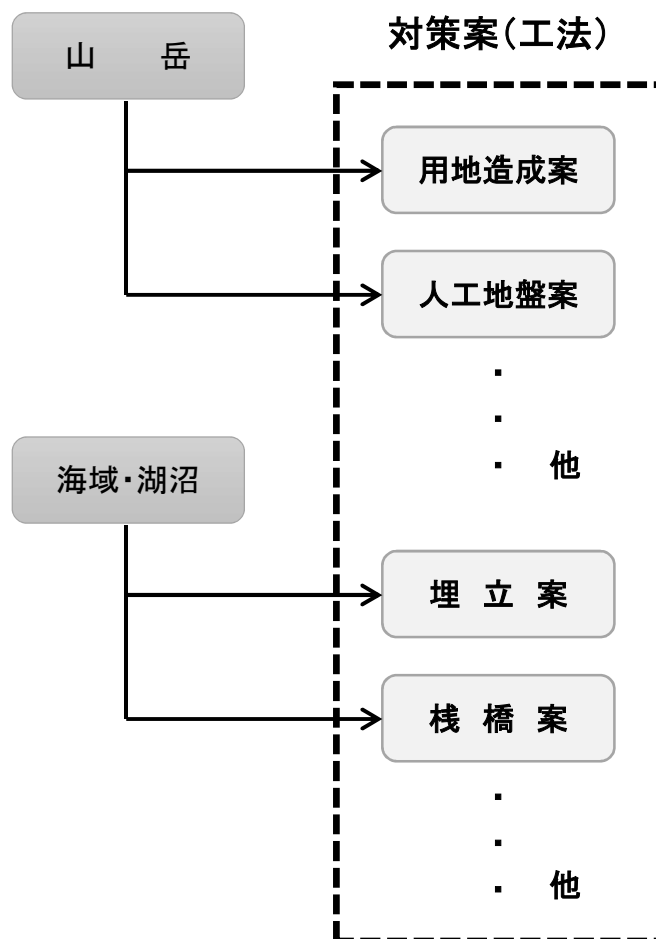 山　　岳
対策案（工法）
用地造成案
人工地盤案
・
・
・　他
海域・湖沼
埋　立　案
桟　橋　案
・
・
・　他